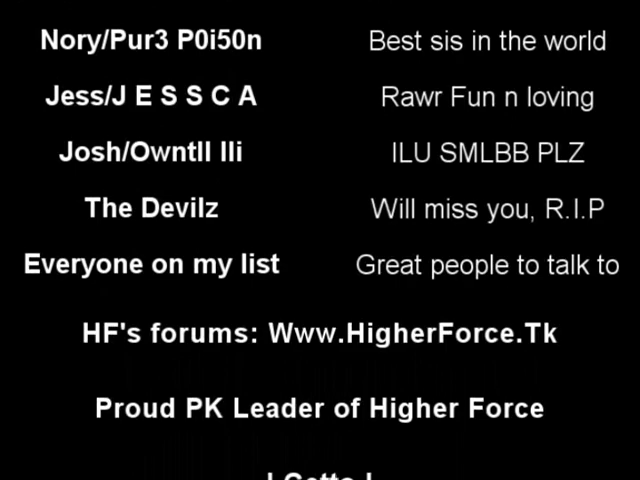 Nory/Pur3 P0i50n Best sis in the world
Jess/J E S S C A Rawr Fun n loving
Josh/Owntll lli ILU SMLBB PLZ
The Devilz Will miss you, R.I.P
Everyone on my list Great people to talk to
HF's forums: Www.HigherForce.Tk
Proud PK Leader of Higher Force